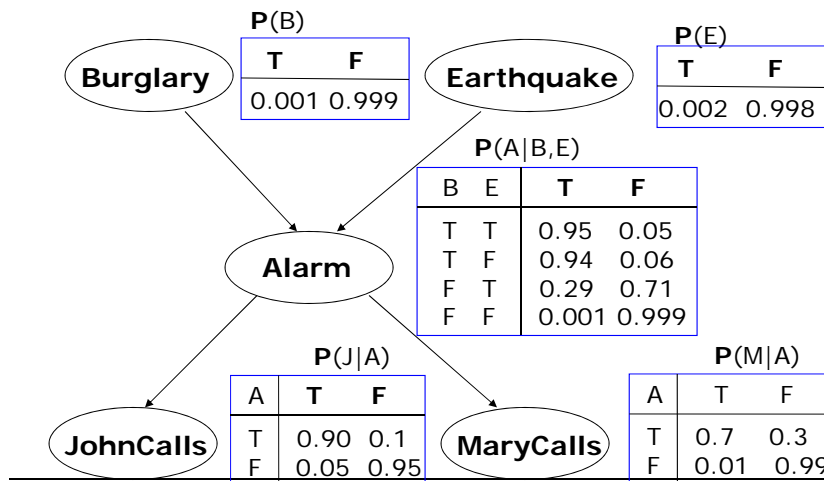 P(B)
T F
0.001 0.999
Burglary
Earthquake
P(E)
T F
0.002 0.998
P(A|B,E)
B E T F
T T 0.95 0.05
T F 0.94 0.06
F T 0.29 0.71
F F 0.001 0.999
Alarm
P(J|A)
A T F
T 0.90 0.1
F 0.05 0.95
JohnCalls
MaryCalls
P(M|A)
A T F
T 0.7 0.3
F 0.01 0.99